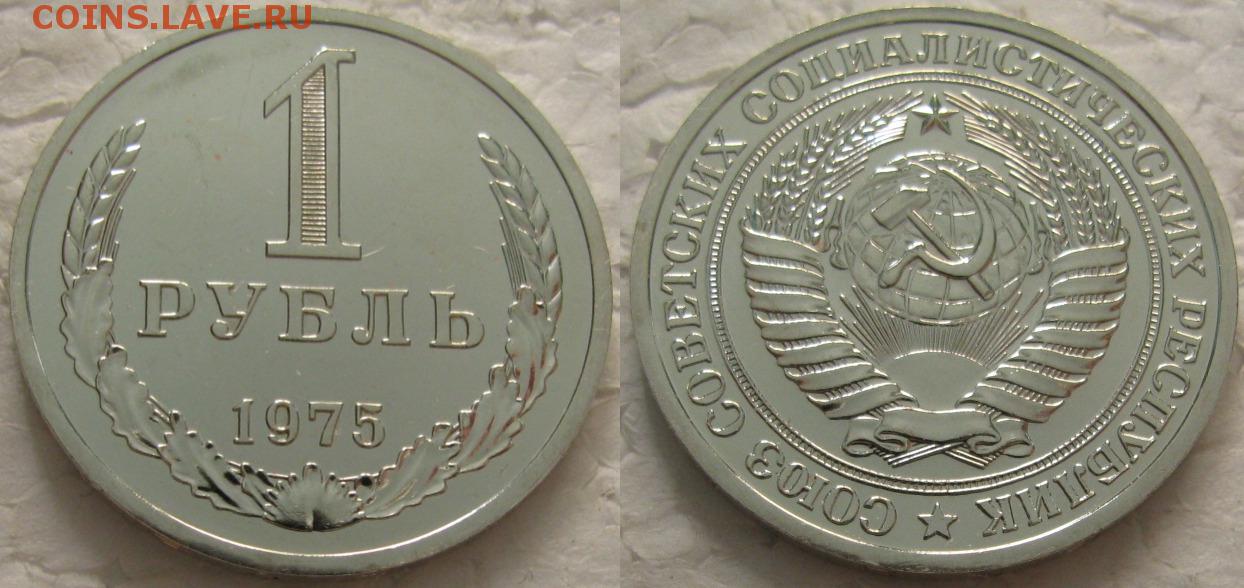 COINS.LAVE.RU
1
РУБЛЬ
1975
СОЮЗ СОВЕТСКИХ СОЦИАЛИСТИЧЕСКИХ РЕСПУБЛИК